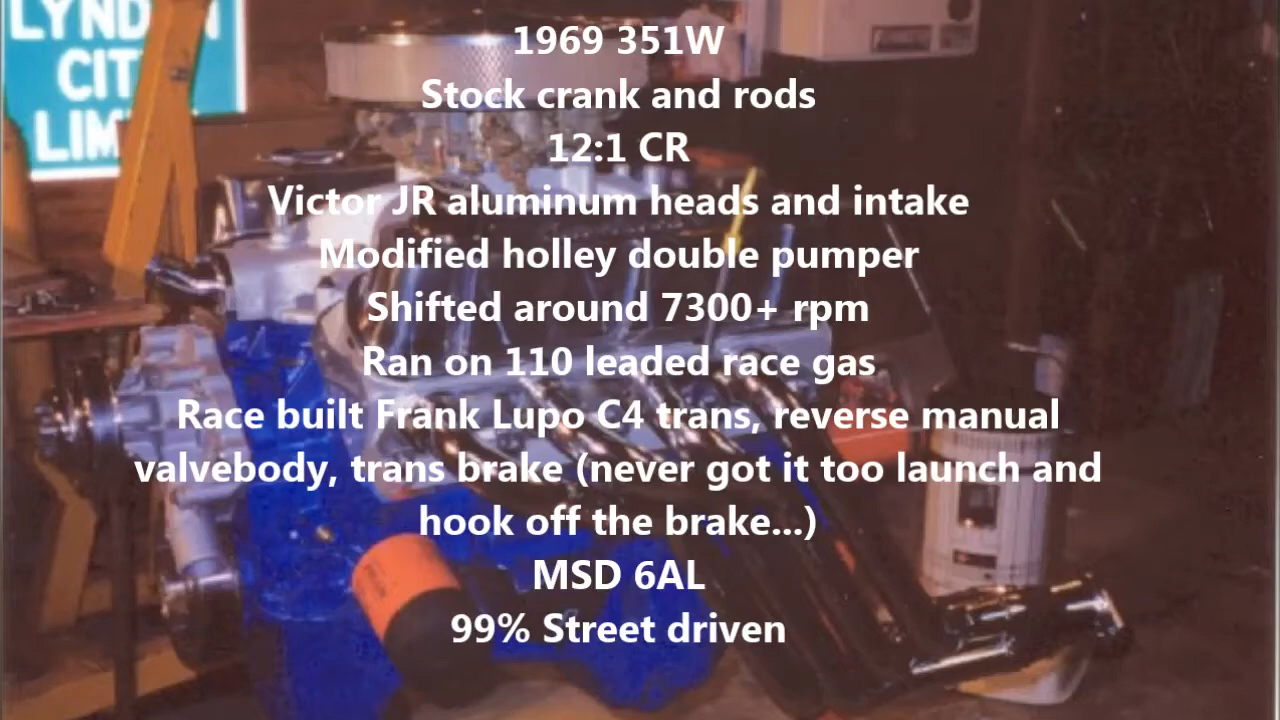 LYNDEN
CITY
LIM
1969 351W
Stock crank and rods
12:1 CR
Victor JR aluminum heads and intake
Modified holley double pumper
Shifted around 7300+ rpm
Ran on 110 leaded race gas
Race built Frank Lupo C4 trans, reverse manual
valvebody, trans brake (never got it too launch and
hook off the brake...)
MSD 6AL
99% Street driven